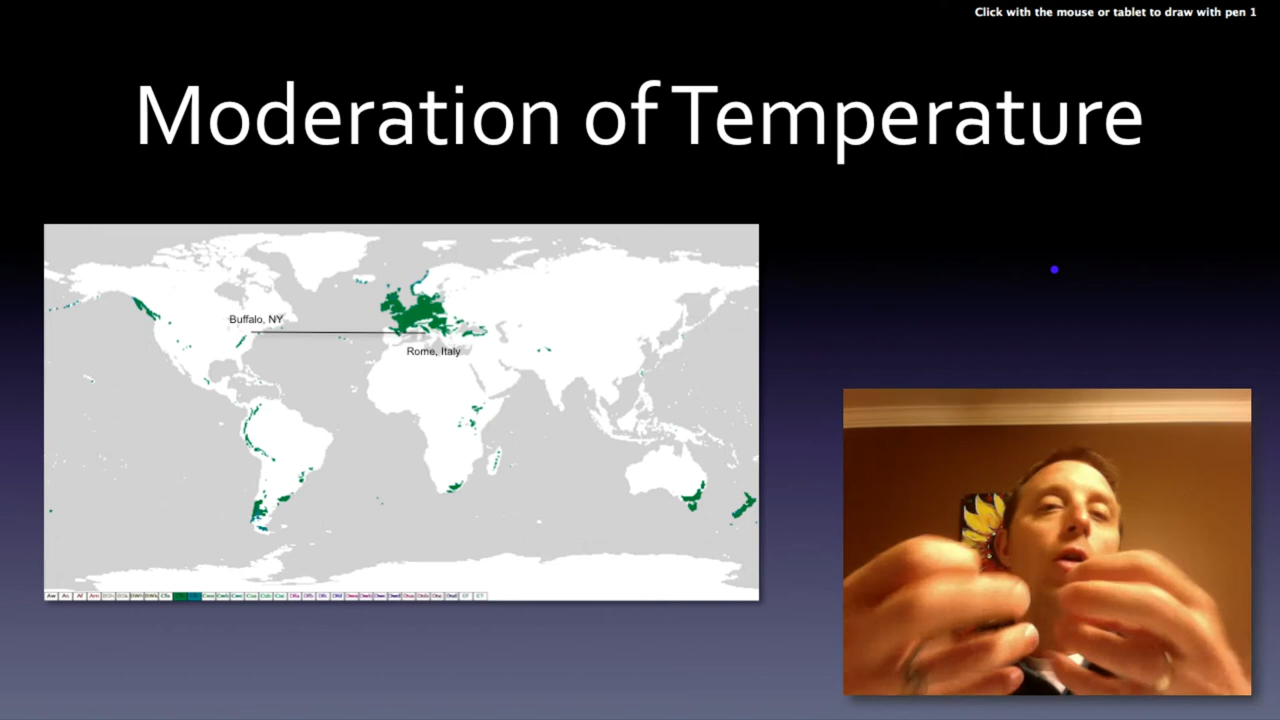 Click with the mouse or tablet to draw with pen 1
Moderation of Temperature
Buffalo, NY
Rome, Italy